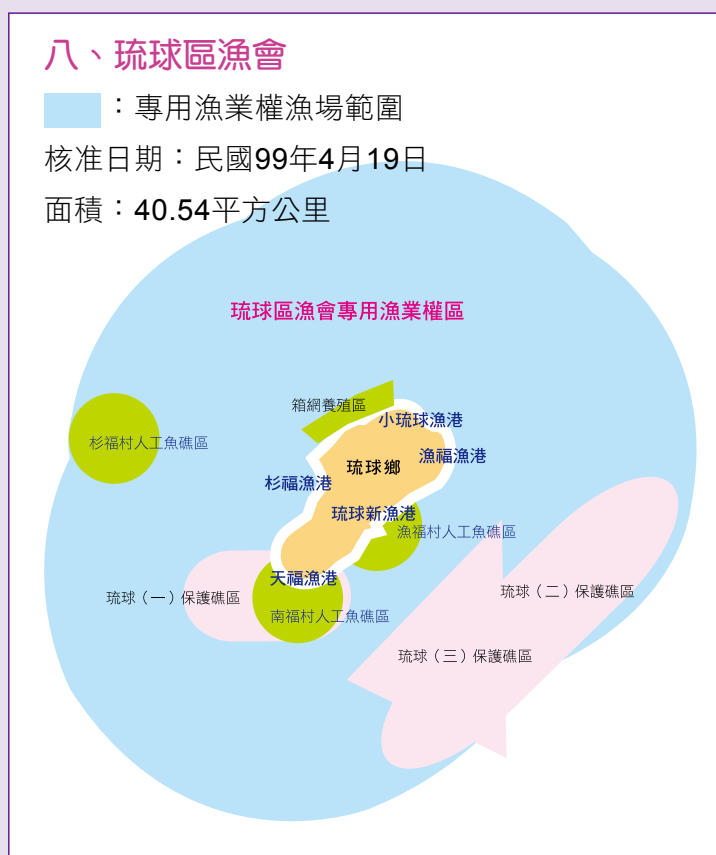 八、琉球區漁會
：專用漁業權漁場範圍
核准日期：民國99年4月19日
面積：40.54平方公里
琉球區漁會專用漁業權區
箱網養殖區
小琉球漁港
杉福村人工魚礁區
漁福漁港
琉球鄉
杉福漁港
琉球新漁港
漁福村人工魚礁區
天福漁港
琉球（二）保護礁區
琉球（一）保護礁區
南福村人工魚礁區
琉球（三）保護礁區